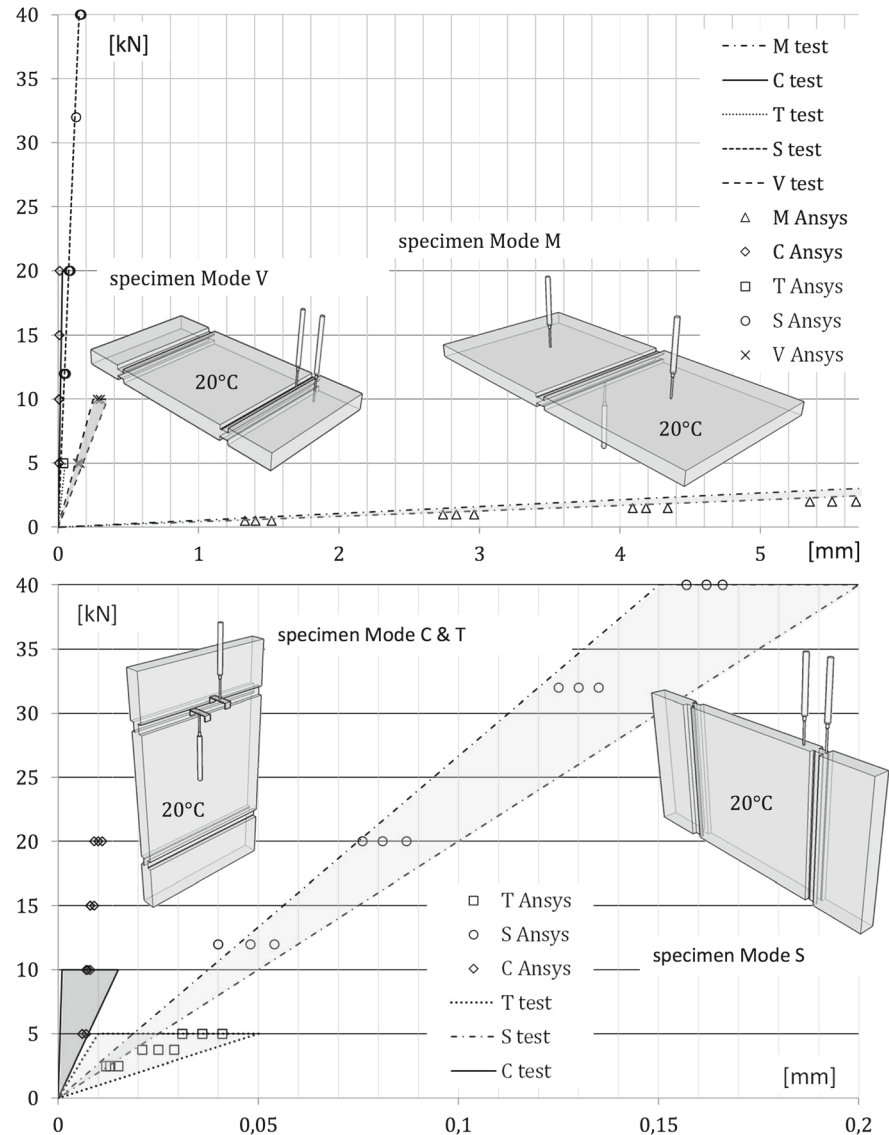 40
[kN]
M test
C test
35
T test
S test
30
V test
M Ansys
25
specimen Mode M
C Ansys
specimen Mode V
20
T Ansys
S Ansys
15
V Ansys
20°C
10
20°C
5
0
0
1
2
3
4
5
[mm]
40
[kN]
specimen Mode C & T
35
30
25
20°C
20°C
20
15
T Ansys
S Ansys
specimen Mode S
10
C Ansys
T test
5
S test
C test
[mm]
0
0
0,05
0,1
0,15
0,2